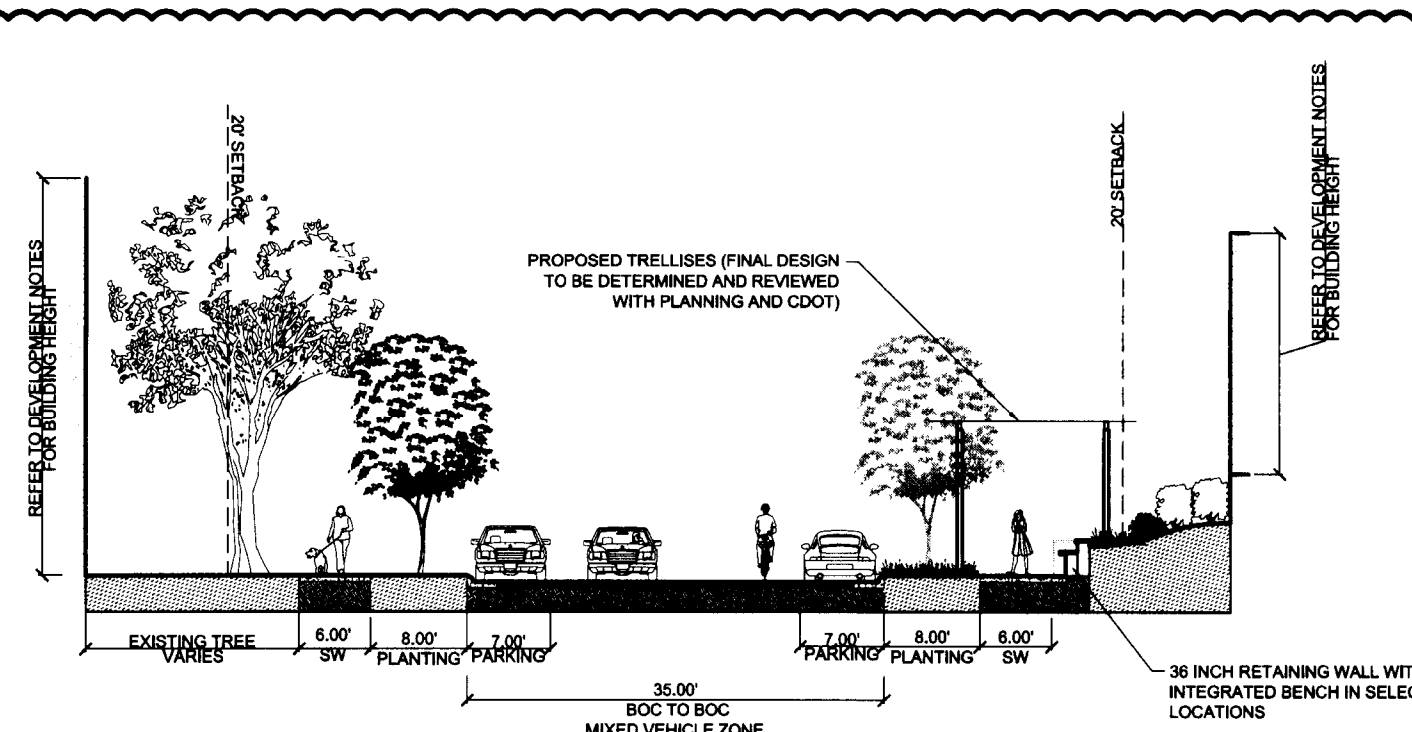 20' SETBACK
REFER TO DEVELOPMENT NOTES
FOR BUILDING HEIGHT
PROPOSED TRELLISES (FINAL DESIGN
TO BE DETERMINED AND REVIEWED
WITH PLANNING AND CDOT)
20' SETBACK
REFER TO DEVELOPMENT NOTES
FOR BUILDING HEIGHT
EXISTING TREE
VARIES
6.00'
SW
8.00'
PLANTING
7.00'
PARKING
7.00'
PARKING
8.00'
PLANTING
6.00'
SW
35.00'
BOC TO BOC
MIXED VEHICLE ZONE
36 INCH RETAINING WALL WIT
INTEGRATED BENCH IN SELEC
LOCATIONS